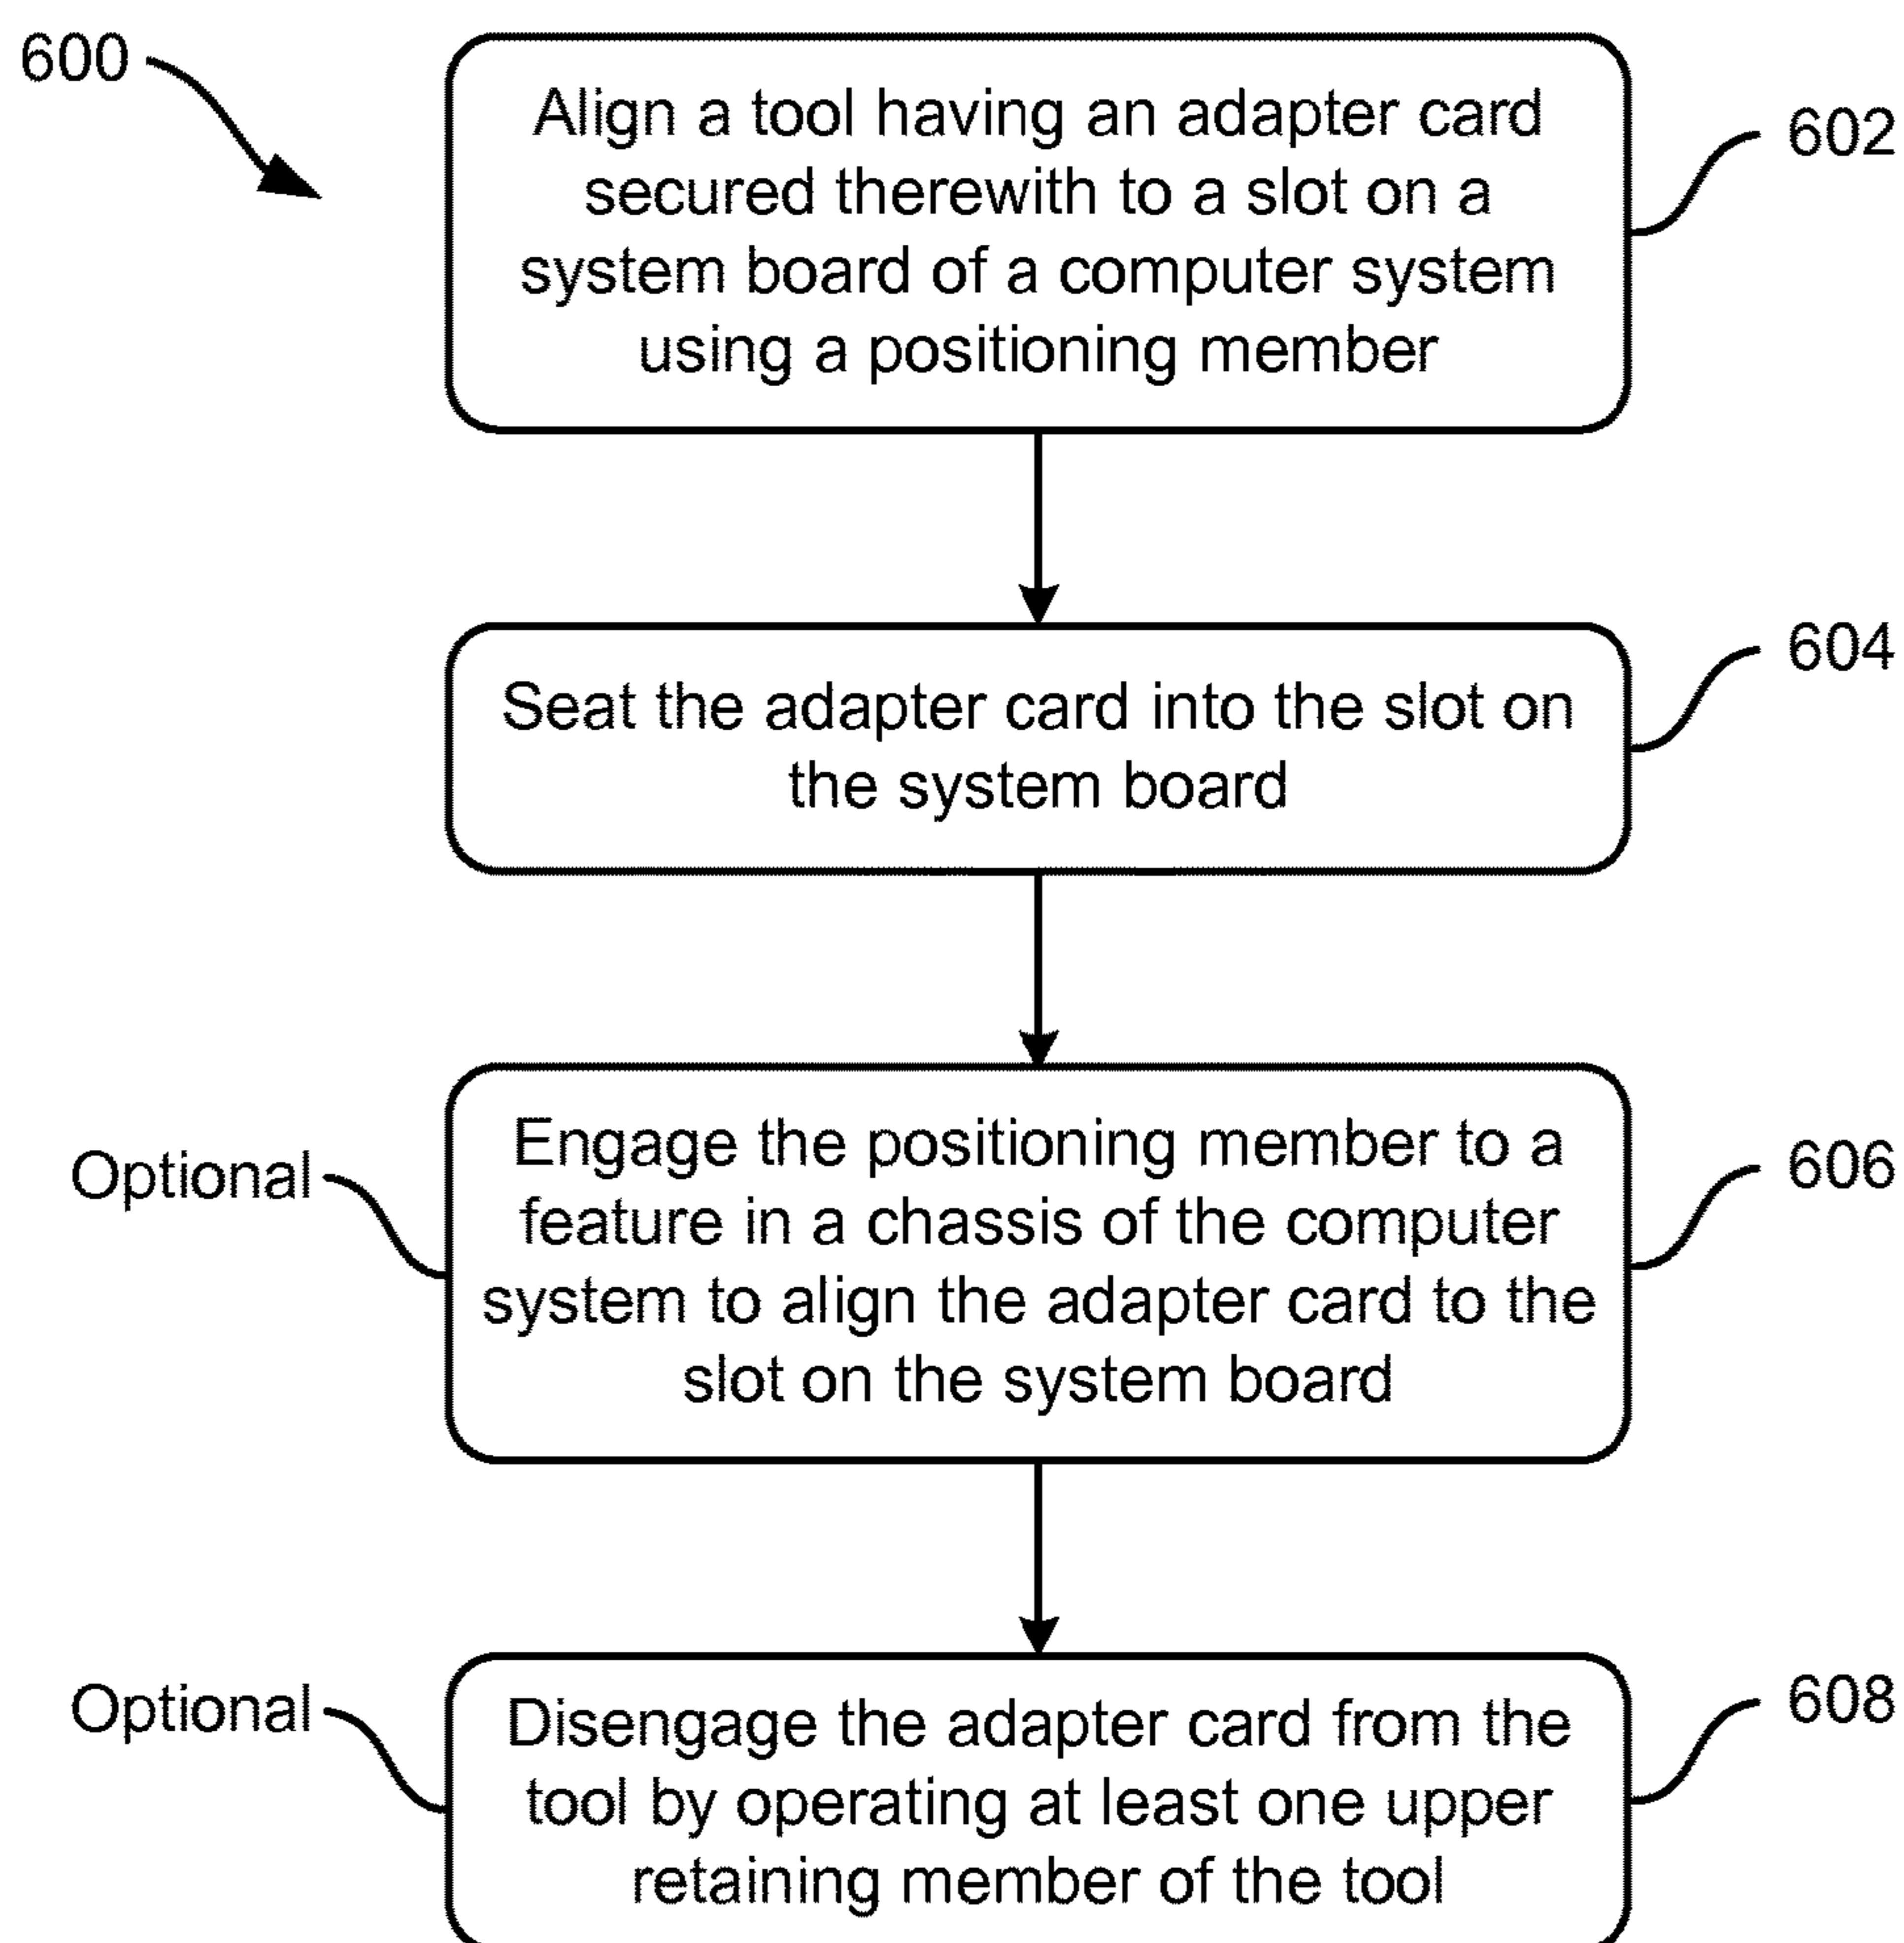 600
Align a tool having an adapter card
secured therewith to a slot on a
system board of a computer system
using a positioning member
602
Seat the adapter card into the slot on
the system board
604
Optional
Engage the positioning member to a
feature in a chassis of the computer
system to align the adapter card to the
slot on the system board
606
Optional
Disengage the adapter card from the
tool by operating at least one upper
retaining member of the tool
608